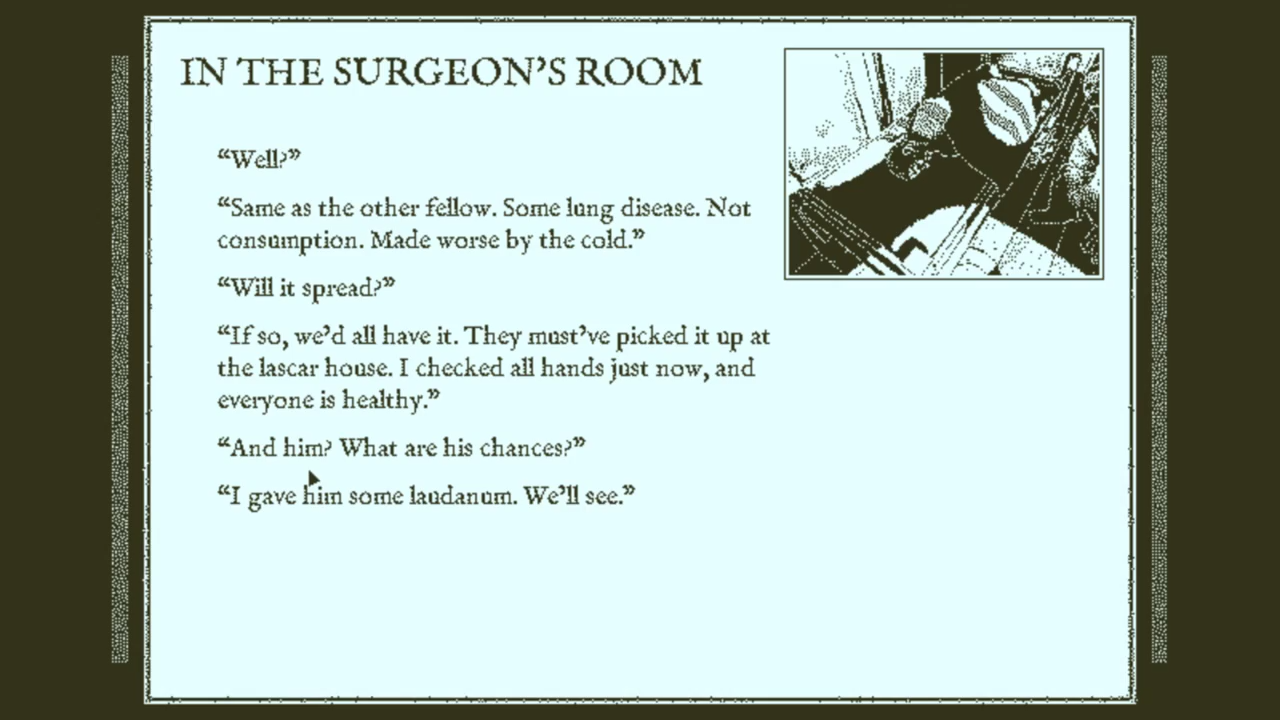 IN THE SURGEON’S ROOM
“Well?”
“Same as the other fellow. Some lung disease. Not
consumption. Made worse by the cold.”
“Will it spread?”
“If so, we’d all have it. They must’ve picked it up at
the lascar house. I checked all hands just now, and
everyone is healthy.”
“And him? What are his chances?”
“I gave him some laudanum. We’ll see.”